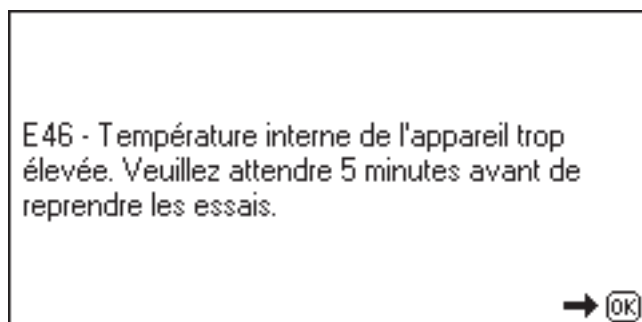 E46 - Température interne de l'appareil trop
élevée. Veuillez attendre 5 minutes avant de
reprendre les essais.
OK